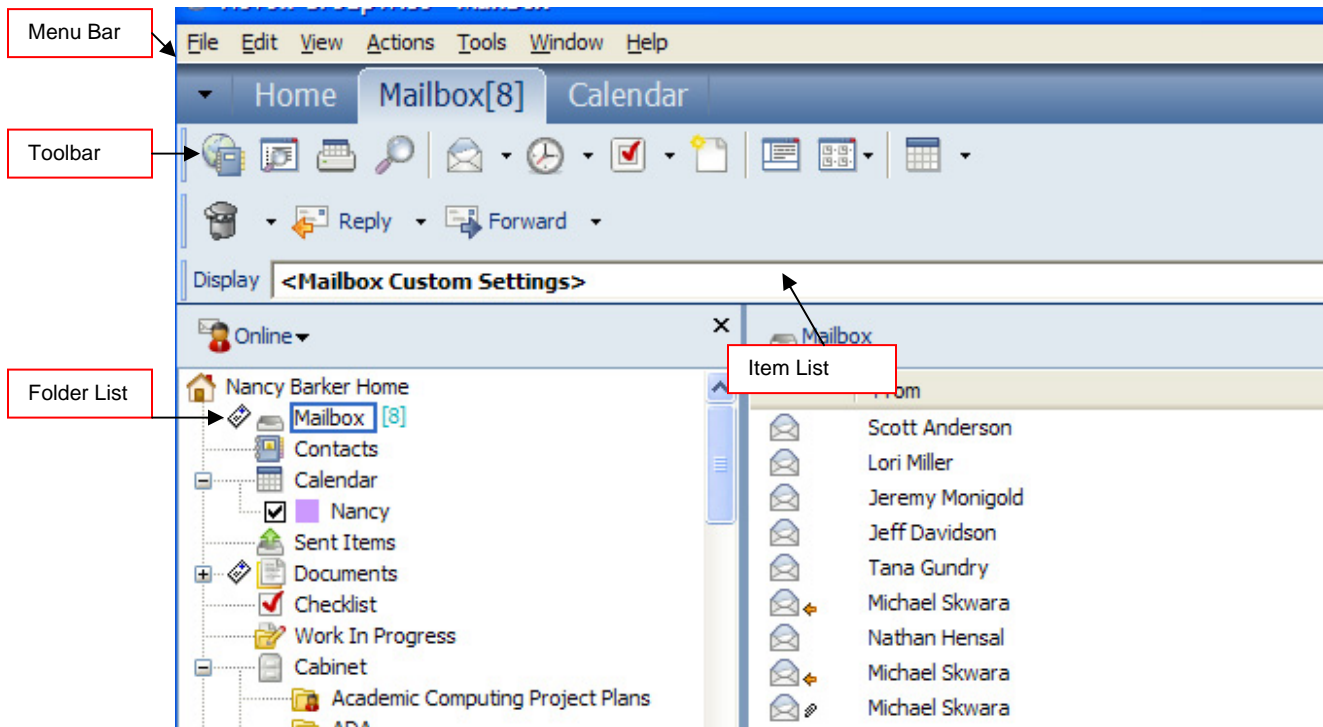 Menu Bar
File Edit View Actions Tools Window Help
Home Mailbox[8] Calendar
Toolbar
Reply Forward
Display <Mailbox Custom Settings>
Online
Mailbox
Item List
Nancy Barker Home
Folder List
Mailbox [8]
Contacts
Calendar
Nancy
Sent Items
Documents
Checklist
Work In Progress
Cabinet
Academic Computing Project Plans
From
Scott Anderson
Lori Miller
Jeremy Monigold
Jeff Davidson
Tana Gundry
Michael Skwara
Nathan Hensal
Michael Skwara
Michael Skwara